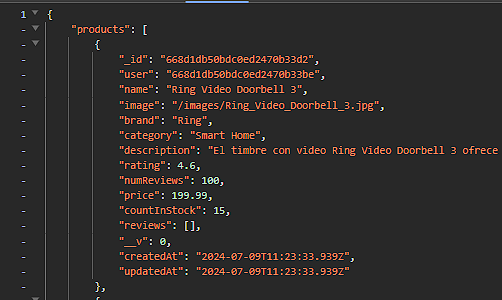 1 {
"products": [
{
"_id": "668d1db50bdc0ed2470b33d2",
"user": "668d1db50bdc0ed2470b33be",
"name": "Ring Video Doorbell 3",
"image": "/images/Ring_Video_Doorbell_3.jpg",
"brand": "Ring",
"category": "Smart Home",
"description": "El timbre con video Ring Video Doorbell 3 ofrece
"rating": 4.6,
"numReviews": 100,
"price": 199.99,
"countInStock": 15,
"reviews": [],
"__v": 0,
"createdAt": "2024-07-09T11:23:33.939Z",
"updatedAt": "2024-07-09T11:23:33.939Z"
},
{